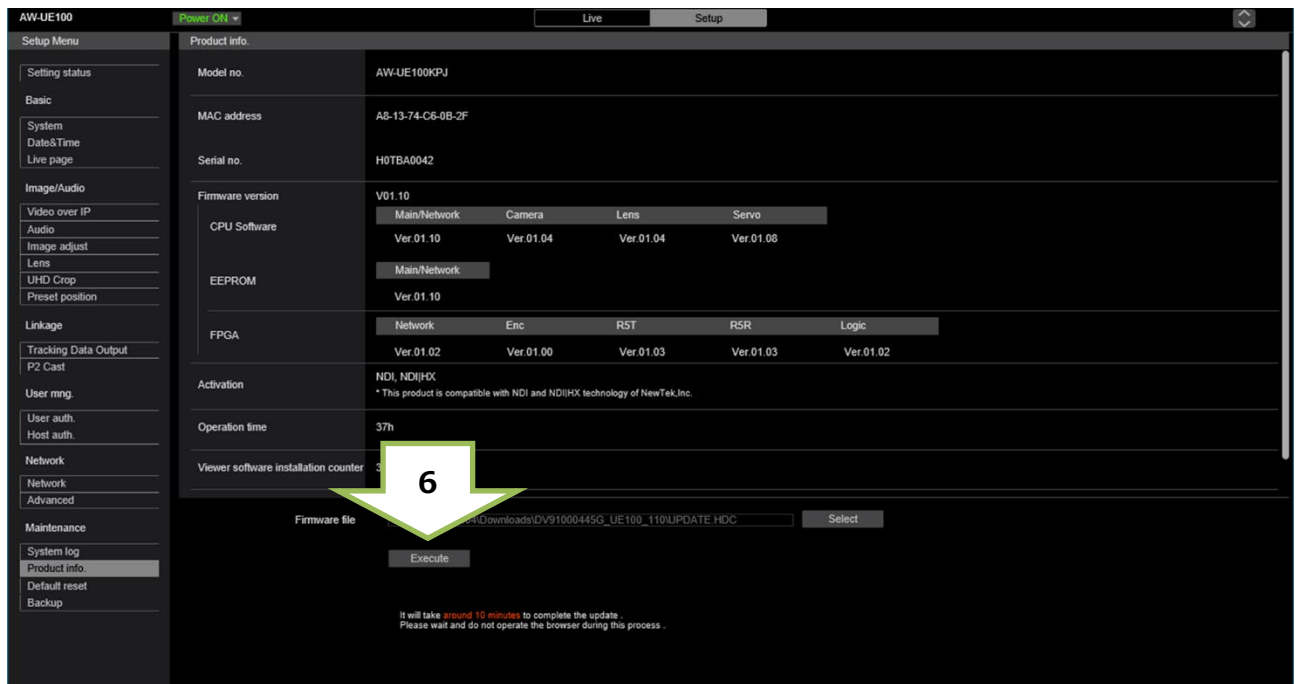 AW-UE100 Power ON Live Setup
Setup Menu
Product info.
Setting status
Basic
System
Date&Time
Live page
Image/Audio
Video over IP
Audio
Image adjust
Lens
UHD Crop
Preset position
Linkage
Tracking Data Output
P2 Cast
User mng.
User auth.
Host auth.
Network
Network
Advanced
Maintenance
System log
Product info.
Default reset
Backup
Model no. AW-UE100KPJ
MAC address A8-13-74-C6-0B-2F
Serial no. H0TBA0042
Firmware version V01.10
CPU Software
Main/Network Camera Lens Servo
Ver.01.10 Ver.01.04 Ver.01.04 Ver.01.08
EEPROM
Main/Network
Ver.01.10
FPGA
Network Enc R5T R5R Logic
Ver.01.02 Ver.01.00 Ver.01.03 Ver.01.03 Ver.01.02
Activation
NDI, NDI|HX
* This product is compatible with NDI and NDI|HX technology of NewTek,Inc.
Operation time 37h
Viewer software installation counter 3
6
Firmware file \Downloads\DV91000445G_UE100_110\UPDATE.HDC Select
Execute
It will take around 10 minutes to complete the update .
Please wait and do not operate the browser during this process .